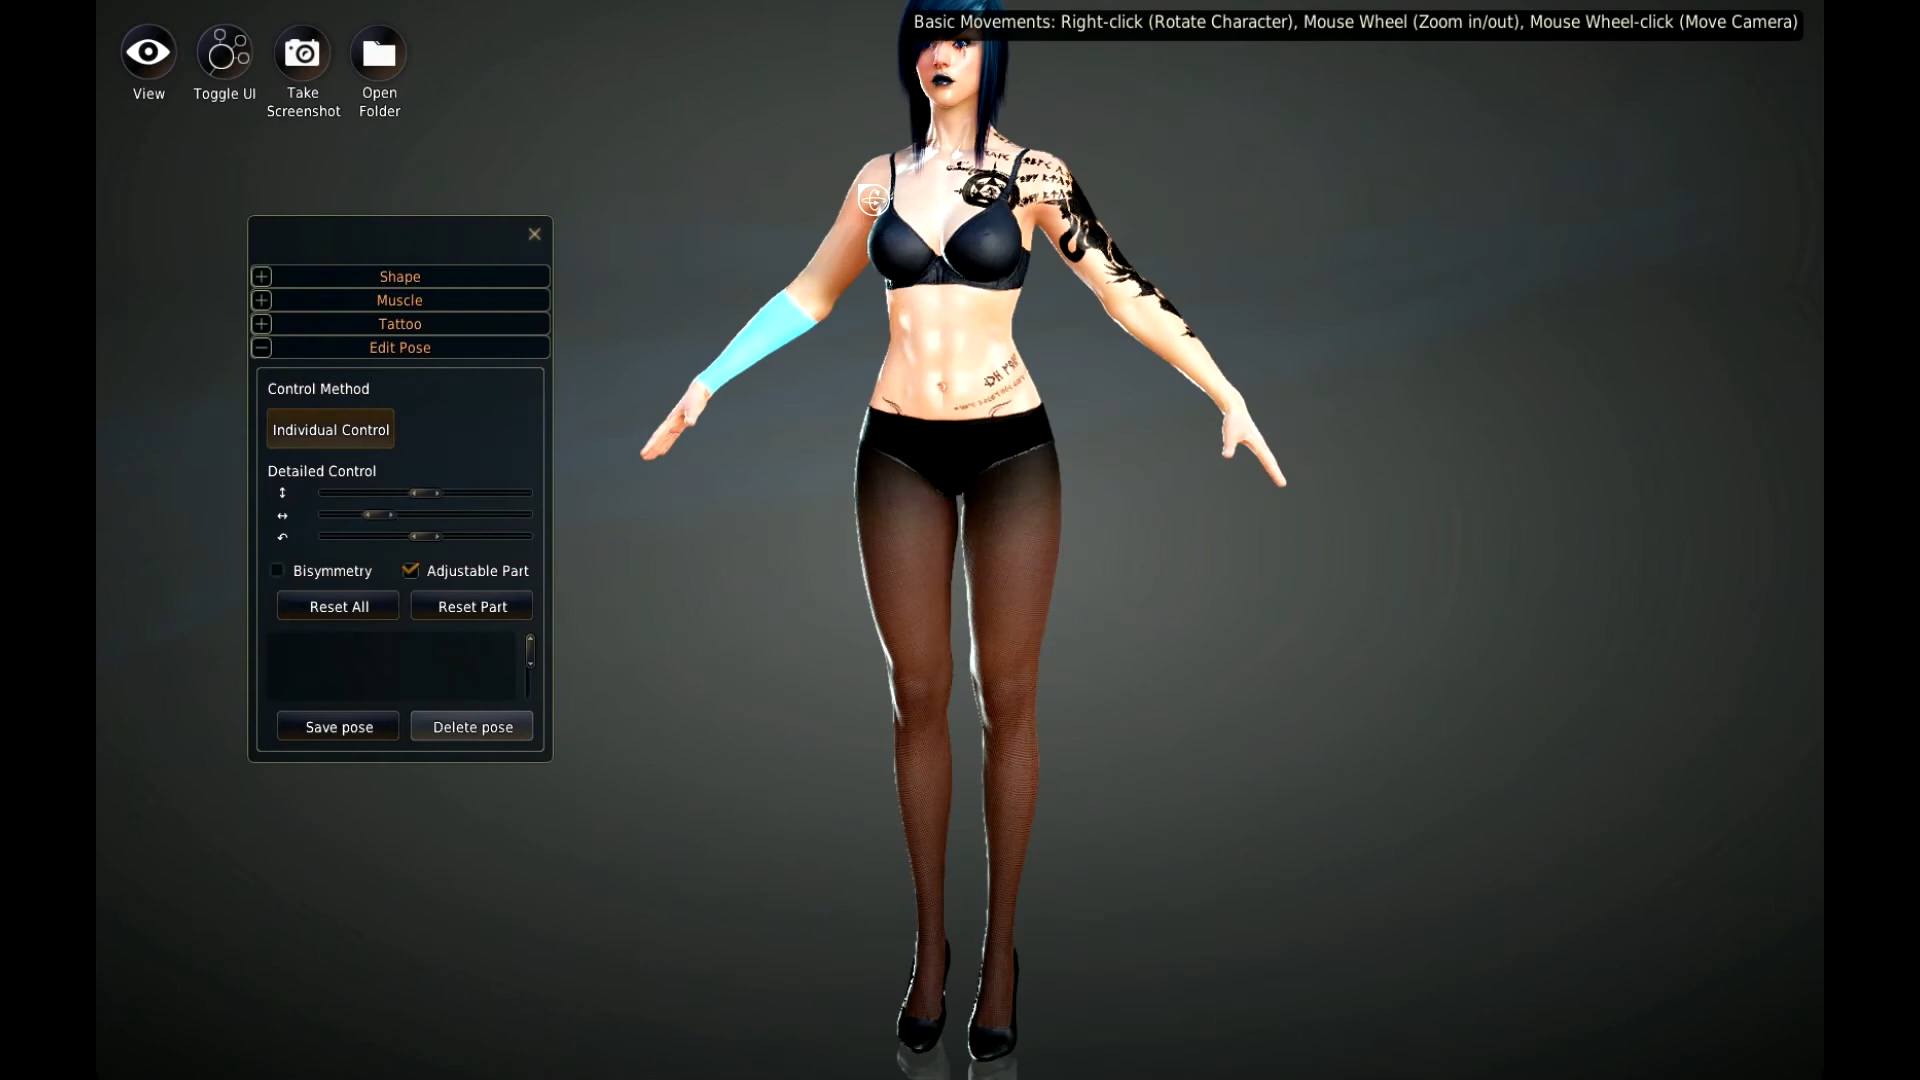 Basic Movements: Right-click (Rotate Character), Mouse Wheel (Zoom in/out), Mouse Wheel-click (Move Camera)
View
Toggle UI
Take
Screenshot
Open
Folder
Shape
Muscle
Tattoo
Edit Pose
Control Method
Individual Control
Detailed Control
Bisymmetry
Adjustable Part
Reset All
Reset Part
Save pose
Delete pose